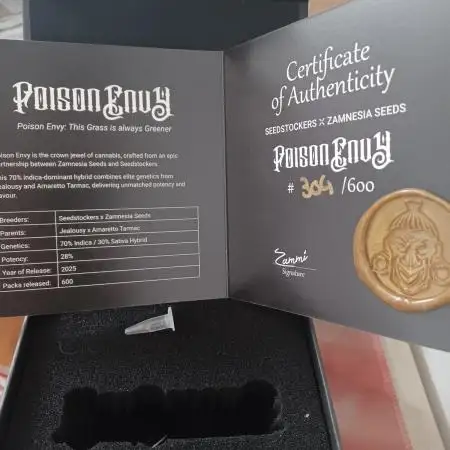 POISON ENVY
Poison Envy: This Grass is always Greener
oison Envy is the crown jewel of cannabis, crafted from an epic
artnership between Zamnesia Seeds and Seedstockers.
his 70% indica-dominant hybrid combines elite genetics from
ealousy and Amaretto Tarmac, delivering unmatched potency and
avour.
Breeders: Seedstockers x Zamnesia Seeds
Parents: Jealousy x Amaretto Tarmac
Genetics: 70% Indica / 30% Sativa Hybrid
Potency: 28%
Year of Release: 2025
Packs released: 600
Certificate
of Authenticity
SEEDSTOCKERS X ZAMNESIA SEEDS
POISON ENVY
# 304 /600
Zammi
Signature